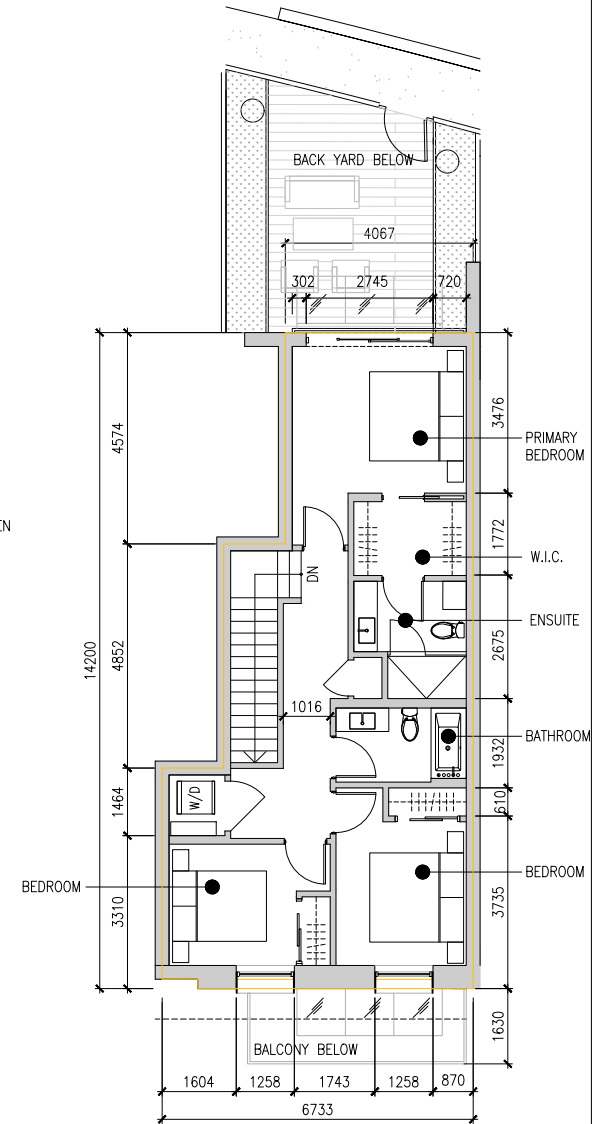 BACK YARD BELOW
4067
302
2745
720
4574
3476
PRIMARY
BEDROOM
EN
1772
W.I.C.
DN
ENSUITE
2675
14200
4852
1016
BATHROOM
1932
W/D
1464
610
BEDROOM
BEDROOM
3310
3735
1630
BALCONY BELOW
1604
1258
1743
1258
870
6733